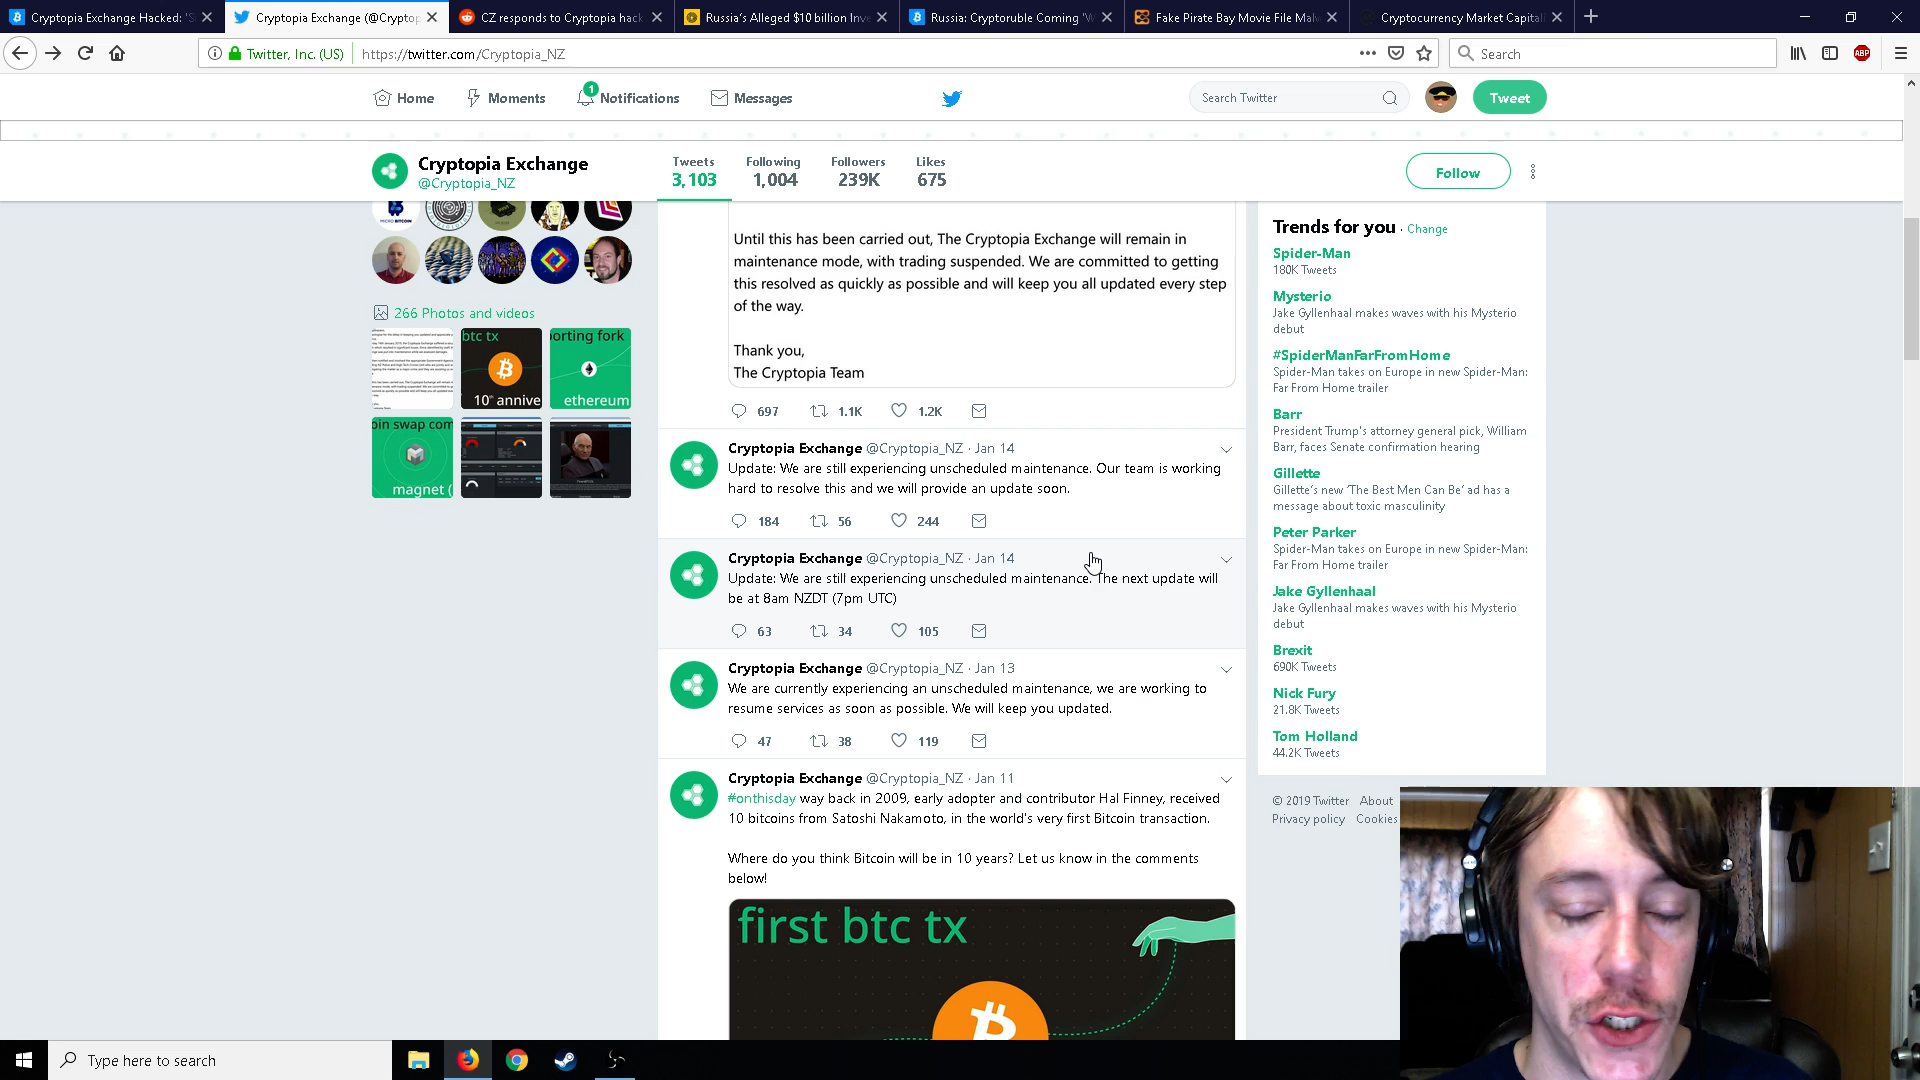 Cryptopia Exchange Hacked: 'S
Cryptopia Exchange (@Cryptop
CZ responds to Cryptopia hack
Russia's Alleged $10 billion Inve
Russia: Cryptoruble Coming 'W
Fake Pirate Bay Movie File Mal
Cryptocurrency Market Capitali
Twitter, Inc. (US)
https://twitter.com/Cryptopia_NZ
Search
ABP
Home
Moments
1
Notifications
Messages
Search Twitter
Tweet
Cryptopia Exchange
@Cryptopia_NZ
Tweets
3,103
Following
1,004
Followers
239K
Likes
675
Follow
266 Photos and videos
btc tx
10th annive
orting fork
ethereum
oin swap com
magnet (
Until this has been carried out, The Cryptopia Exchange will remain in
maintenance mode, with trading suspended. We are committed to getting
this resolved as quickly as possible and will keep you all updated every step
of the way.
Thank you,
The Cryptopia Team
697 1.1K 1.2K
Cryptopia Exchange @Cryptopia_NZ · Jan 14
Update: We are still experiencing unscheduled maintenance. Our team is working
hard to resolve this and we will provide an update soon.
184 56 244
Cryptopia Exchange @Cryptopia_NZ · Jan 14
Update: We are still experiencing unscheduled maintenance. The next update will
be at 8am NZDT (7pm UTC)
63 34 105
Cryptopia Exchange @Cryptopia_NZ · Jan 13
We are currently experiencing an unscheduled maintenance, we are working to
resume services as soon as possible. We will keep you updated.
47 38 119
Cryptopia Exchange @Cryptopia_NZ · Jan 11
#onthisday way back in 2009, early adopter and contributor Hal Finney, received
10 bitcoins from Satoshi Nakamoto, in the world's very first Bitcoin transaction.
Where do you think Bitcoin will be in 10 years? Let us know in the comments
below!
first btc tx
Trends for you · Change
Spider-Man
180K Tweets
Mysterio
Jake Gyllenhaal makes waves with his Mysterio
debut
#SpiderManFarFromHome
Spider-Man takes on Europe in new Spider-Man:
Far From Home trailer
Barr
President Trump's attorney general pick, William
Barr, faces Senate confirmation hearing
Gillette
Gillette's new 'The Best Men Can Be' ad has a
message about toxic masculinity
Peter Parker
Spider-Man takes on Europe in new Spider-Man:
Far From Home trailer
Jake Gyllenhaal
Jake Gyllenhaal makes waves with his Mysterio
debut
Brexit
690K Tweets
Nick Fury
21.8K Tweets
Tom Holland
44.2K Tweets
© 2019 Twitter About
Privacy policy Cookies
Type here to search